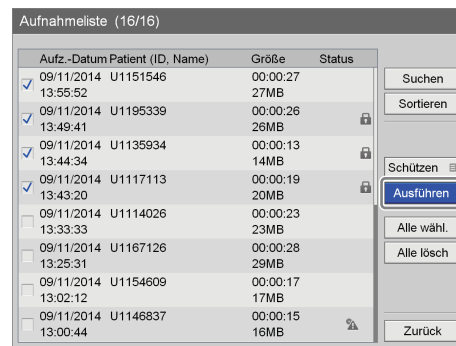 Aufnahmeliste (16/16)
Aufz.-Datum Patient (ID, Name) Größe Status
09/11/2014 U1151546 00:00:27
13:55:52 27MB
09/11/2014 U1195339 00:00:26
13:49:41 26MB
09/11/2014 U1135934 00:00:13
13:44:34 14MB
09/11/2014 U1117113 00:00:19
13:43:20 20MB
09/11/2014 U1114026 00:00:23
13:33:33 23MB
09/11/2014 U1167126 00:00:28
13:25:31 29MB
09/11/2014 U1154609 00:00:17
13:02:12 17MB
09/11/2014 U1146837 00:00:15
13:00:44 16MB
Suchen
Sortieren
Schützen
Ausführen
Alle wähl.
Alle lösch
Zurück